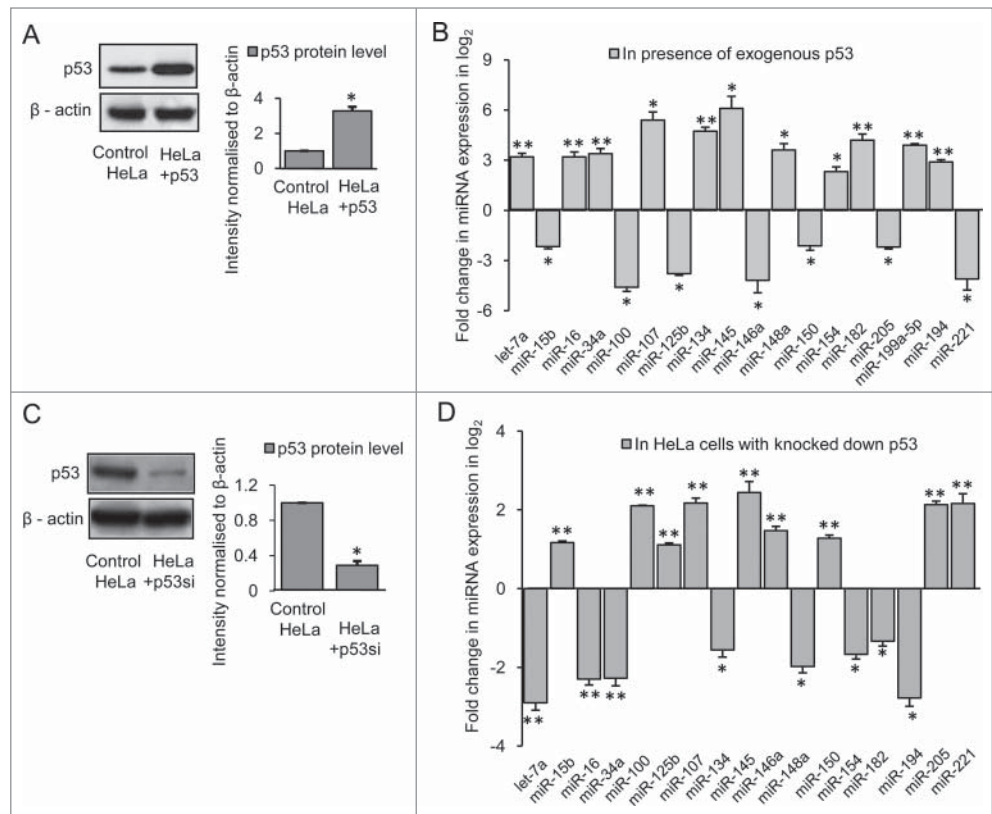 A
p53
β - actin
Control
HeLa
HeLa
+p53
Intensity normalised to β-actin
p53 protein level
4
2
0
*
Control
HeLa
HeLa
+p53
B
Fold change in miRNA expression in log2
In presence of exogenous p53
9
6
3
0
-3
-6
** * ** ** * * * ** * * * * * ** * ** ** *
let-7a
miR-15b
miR-16
miR-34a
miR-100
miR-107
miR-125b
miR-134
miR-145
miR-146a
miR-148a
miR-150
miR-154
miR-182
miR-205
miR-199a-5p
miR-194
miR-221
C
p53
β - actin
Control
HeLa
HeLa
+p53si
Intensity normalised to β-actin
p53 protein level
1.2
0.8
0.4
0
*
Control
HeLa
HeLa
+p53si
D
Fold change in miRNA expression in log2
In HeLa cells with knocked down p53
4
2
0
-2
-4
** ** ** ** ** ** ** * ** ** * ** * * * ** **
let-7a
miR-15b
miR-16
miR-34a
miR-100
miR-125b
miR-107
miR-134
miR-145
miR-146a
miR-148a
miR-150
miR-154
miR-182
miR-194
miR-205
miR-221